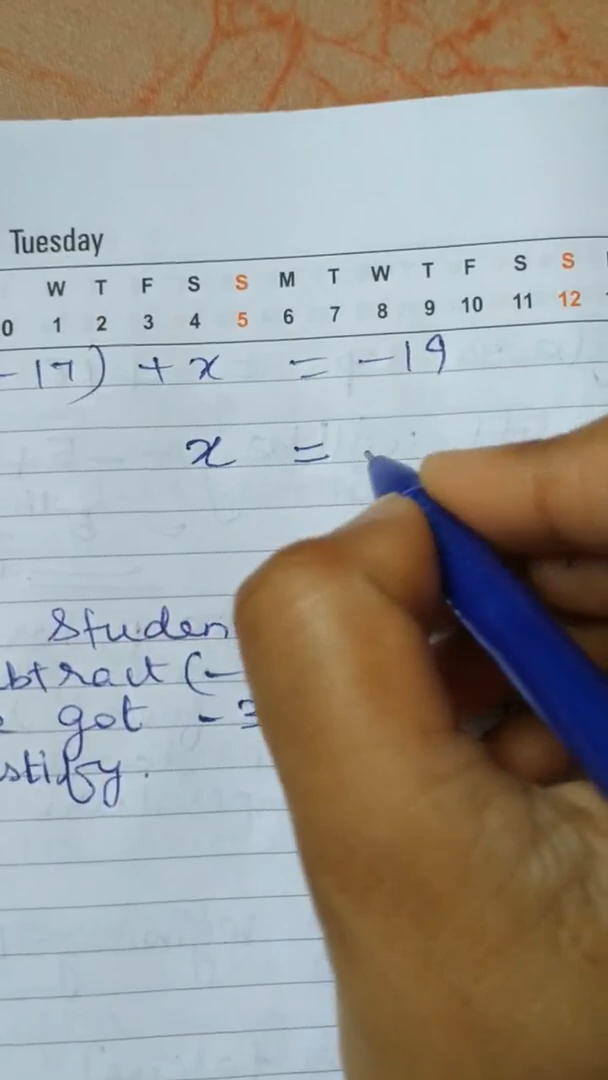 Tuesday
W T F S S M T W T F S S
0 1 2 3 4 5 6 7 8 9 10 11 12
-17) + x = -19
x =
Studen
btract (-
got -3
stify.